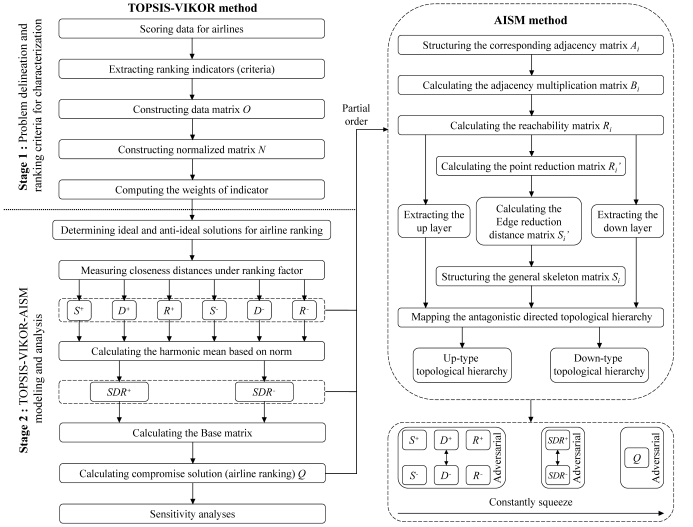 TOPSIS-VIKOR method
Stage 1 : Problem delineation and
ranking criteria for characterization
Scoring data for airlines
Extracting ranking indicators (criteria)
Constructing data matrix O
Constructing normalized matrix N
Computing the weights of indicator
Stage 2 : TOPSIS-VIKOR-AISM
modeling and analysis
Determining ideal and anti-ideal solutions for airline ranking
Measuring closeness distances under ranking factor
S⁺ D⁺ R⁺ S⁻ D⁻ R⁻
Calculating the harmonic mean based on norm
SDR⁺ SDR⁻
Calculating the Base matrix
Calculating compromise solution (airline ranking) Q
Sensitivity analyses
Partial
order
AISM method
Structuring the corresponding adjacency matrix Aᵢ
Calculating the adjacency multiplication matrix Bᵢ
Calculating the reachability matrix Rᵢ
Calculating the point reduction matrix Rᵢ'
Extracting the
up layer
Calculating the
Edge reduction
distance matrix Sᵢ'
Extracting the
down layer
Structuring the general skeleton matrix Sᵢ
Mapping the antagonistic directed topological hierarchy
Up-type
topological hierarchy
Down-type
topological hierarchy
S⁺ D⁺ R⁺
S⁻ D⁻ R⁻
Adversarial
SDR⁺
SDR⁻
Adversarial
Q
Adversarial
Constantly squeeze